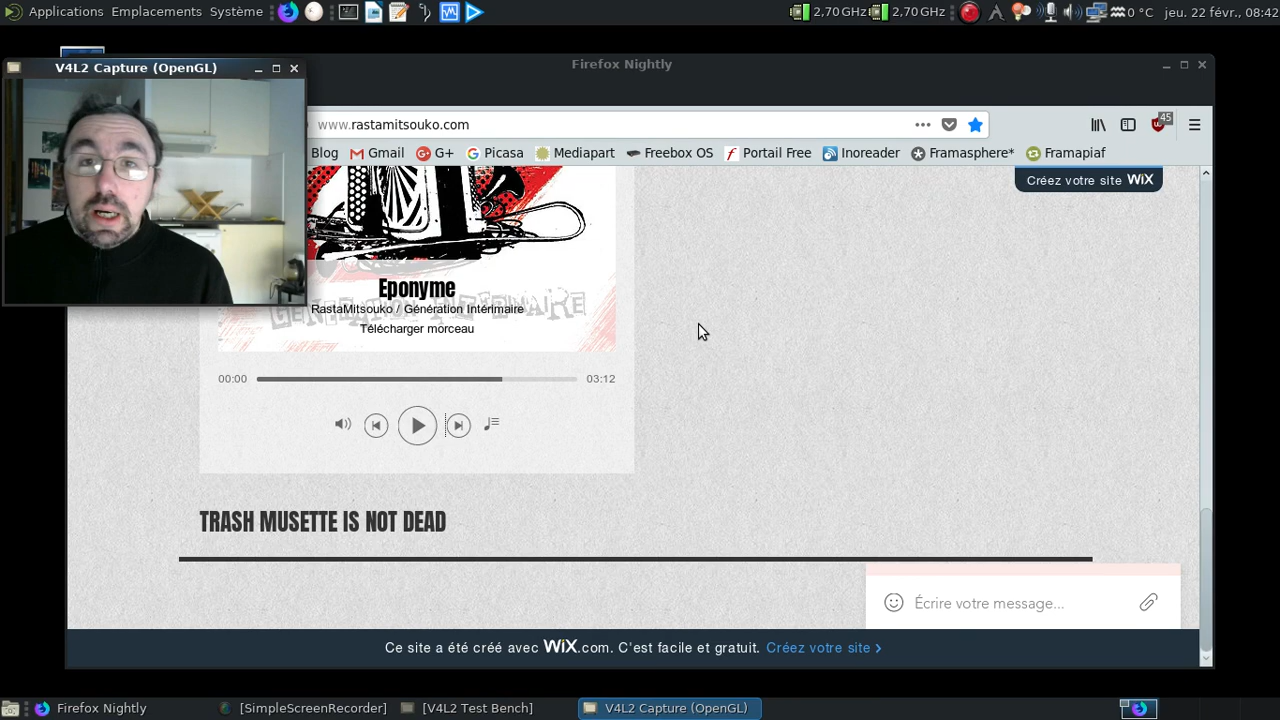 Applications Emplacements Système 2,70 GHz 2,70 GHz 0 °C jeu. 22 févr., 08:42
V4L2 Capture (OpenGL)
Firefox Nightly
www.rastamitsouko.com 45
Blog Gmail G+ Picasa Mediapart Freebox OS Portail Free Inoreader Framasphere* Framapiaf
Créez votre site WiX
Eponyme
GENERATION INTERIMAIRE
RastaMitsouko / Génération Intérimaire
Télécharger morceau
00:00 03:12
TRASH MUSETTE IS NOT DEAD
Écrire votre message...
Ce site a été créé avec WiX.com. C'est facile et gratuit. Créez votre site >
Firefox Nightly [SimpleScreenRecorder] [V4L2 Test Bench] V4L2 Capture (OpenGL)